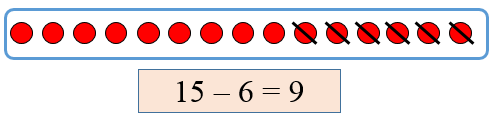 15 – 6 = 9